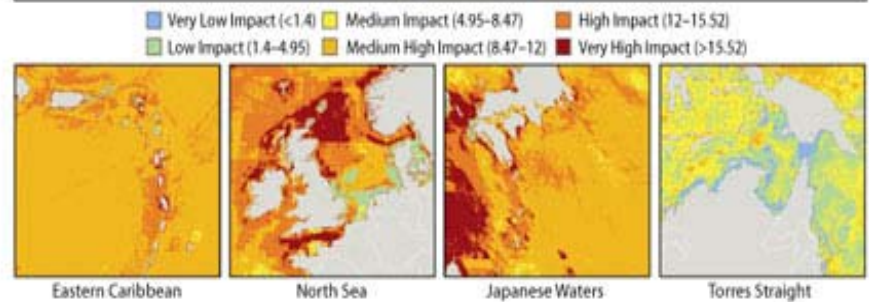 Very Low Impact (<1.4) Medium Impact (4.95–8.47) High Impact (12–15.52)
Low Impact (1.4–4.95) Medium High Impact (8.47–12) Very High Impact (>15.52)
Eastern Caribbean North Sea Japanese Waters Torres Straight